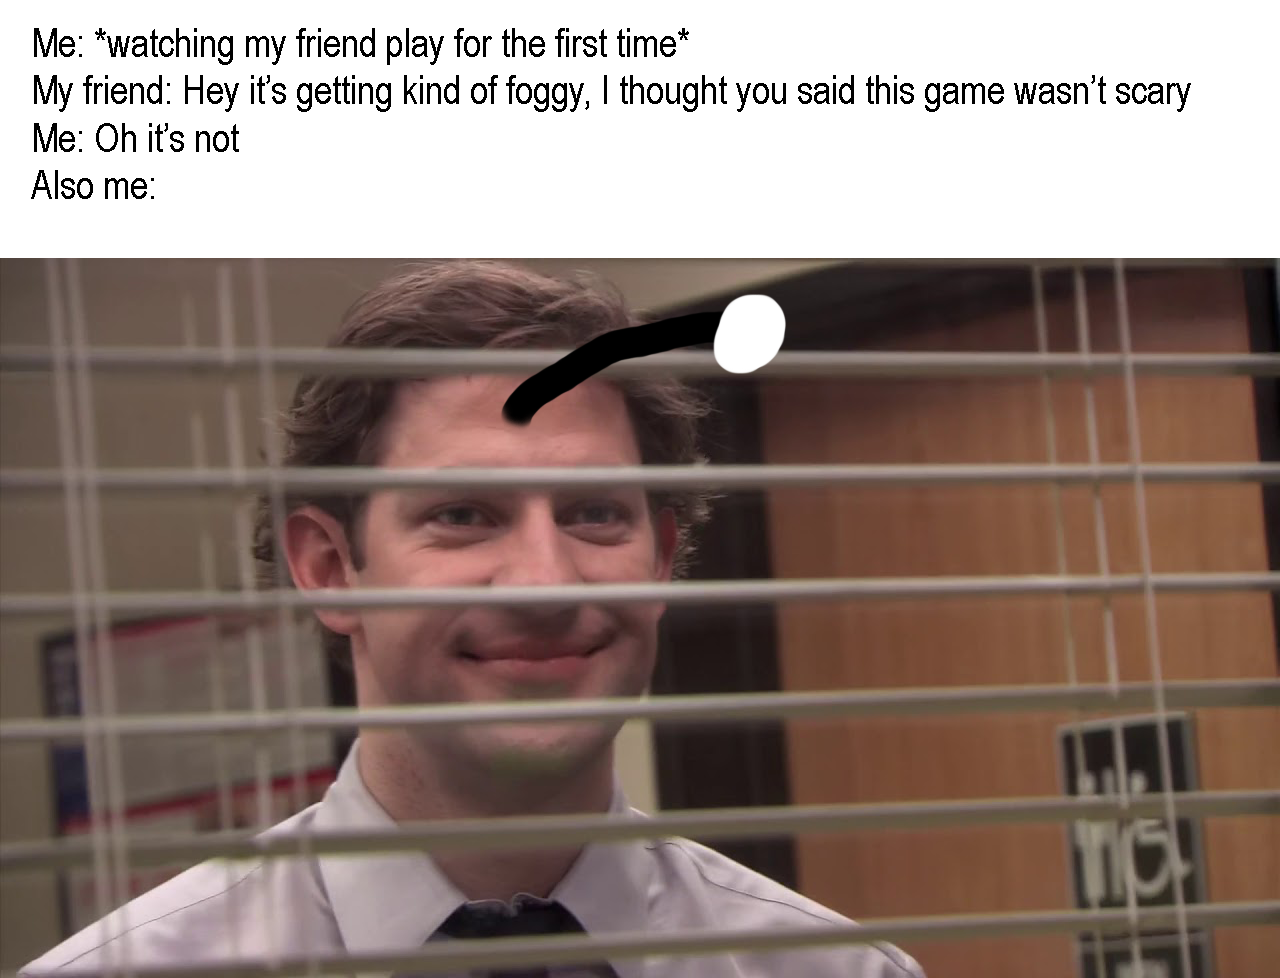 Me: *watching my friend play for the first time*
My friend: Hey it's getting kind of foggy, I thought you said this game wasn't scary
Me: Oh it's not
Also me: